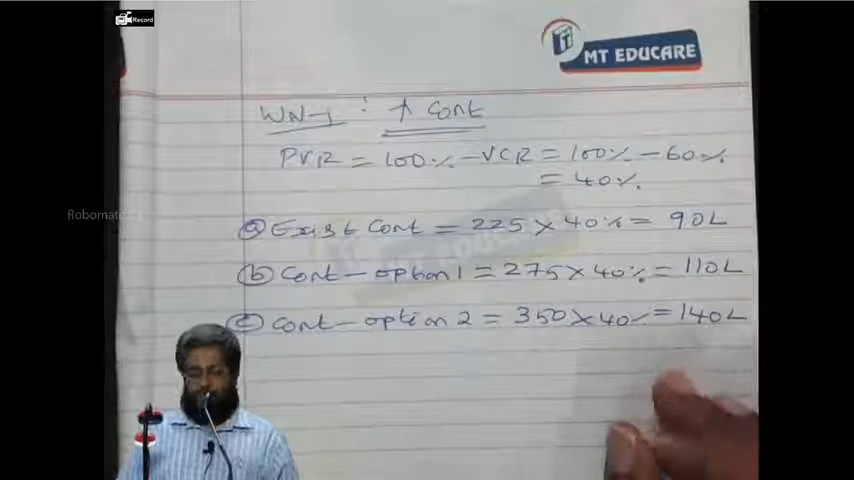 Record
MT EDUCARE
WN-1 : ↑ Cont
PVR = 100% - VCR = 100% - 60%
= 40%
Robomate
(a) Exist Cont = 225 × 40% = 90L
(b) Cont - option 1 = 275 × 40% = 110L
(c) Cont - option 2 = 350 × 40% = 140L